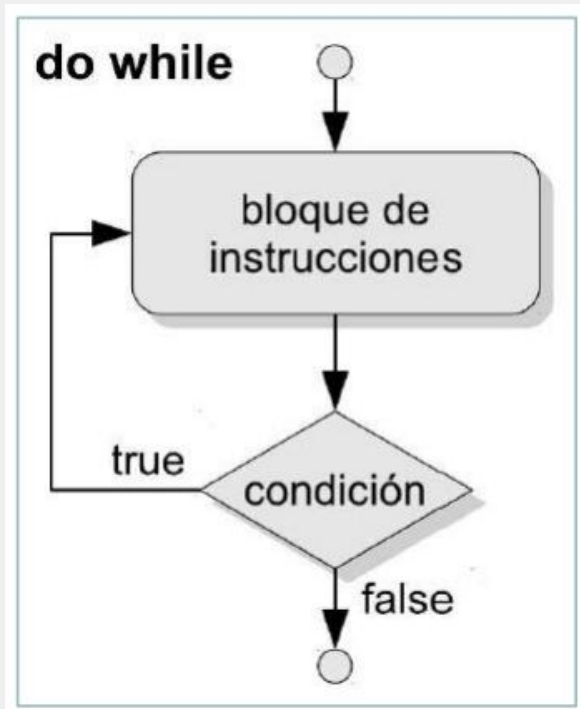 do while
bloque de
instrucciones
true
condición
false